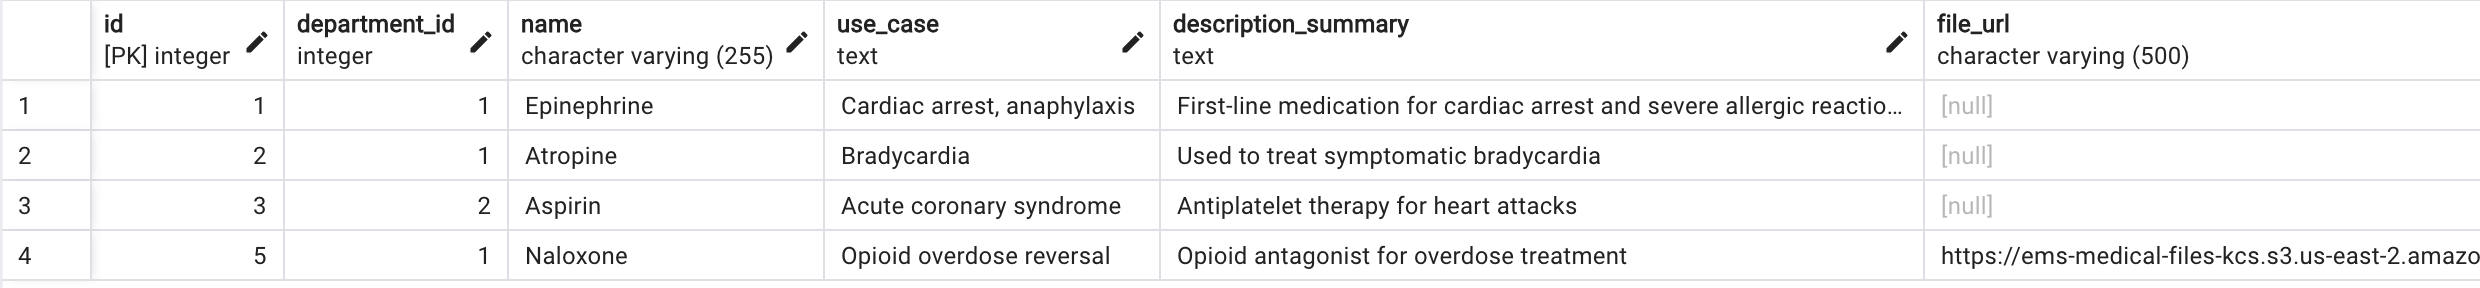 id department_id name use_case description_summary file_url
[PK] integer integer character varying (255) text text character varying (500)
1 1 1 Epinephrine Cardiac arrest, anaphylaxis First-line medication for cardiac arrest and severe allergic reactio... [null]
2 2 1 Atropine Bradycardia Used to treat symptomatic bradycardia [null]
3 3 2 Aspirin Acute coronary syndrome Antiplatelet therapy for heart attacks [null]
4 5 1 Naloxone Opioid overdose reversal Opioid antagonist for overdose treatment https://ems-medical-files-kcs.s3.us-east-2.amazo